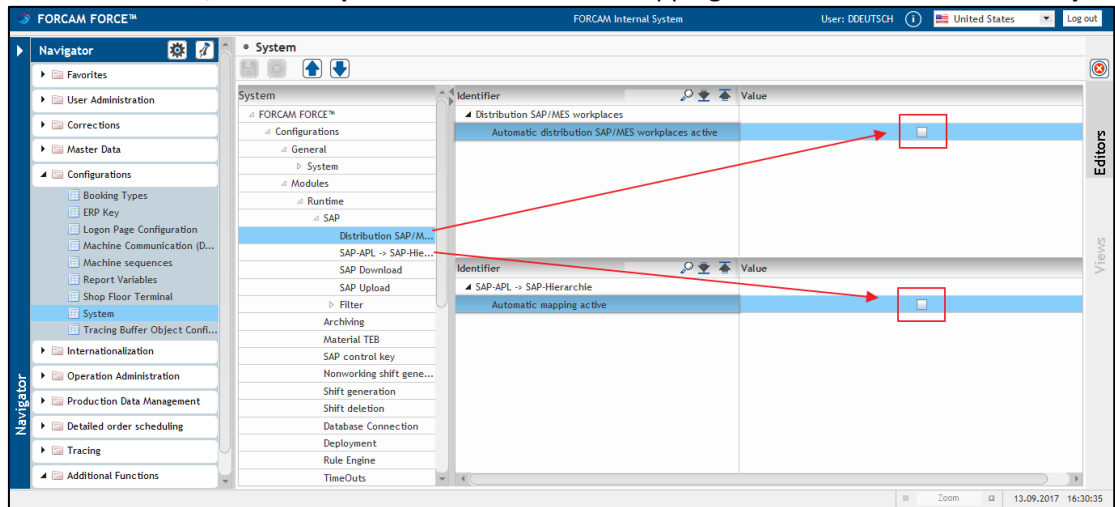 FORCAM FORCE™ FORCAM Internal System User: DDEUTSCH i United States Log out
Navigator
System
Favorites
User Administration
Corrections
Master Data
Configurations
Booking Types
ERP Key
Logon Page Configuration
Machine Communication (D...
Machine sequences
Report Variables
Shop Floor Terminal
System
Tracing Buffer Object Confi...
Internationalization
Operation Administration
Production Data Management
Detailed order scheduling
Tracing
Additional Functions
Navigator
System
FORCAM FORCE™
Configurations
General
System
Modules
Runtime
SAP
Distribution SAP/M...
SAP-APL -> SAP-Hie...
SAP Download
SAP Upload
Filter
Archiving
Material TEB
SAP control key
Nonworking shift gene...
Shift generation
Shift deletion
Database Connection
Deployment
Rule Engine
TimeOuts
Identifier Value
Distribution SAP/MES workplaces
Automatic distribution SAP/MES workplaces active
Identifier Value
SAP-APL -> SAP-Hierarchie
Automatic mapping active
Editors
Views
Zoom 13.09.2017 16:30:35